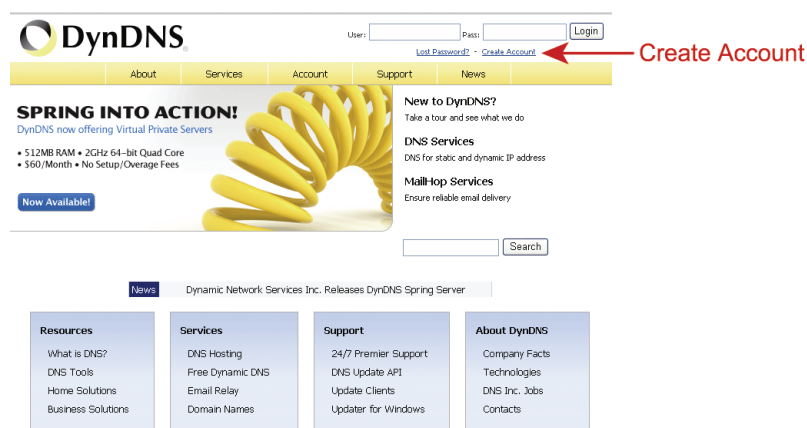 DynDNS
User: Pass: Login
Lost Password? - Create Account
Create Account
About Services Account Support News
SPRING INTO ACTION!
DynDNS now offering Virtual Private Servers
• 512MB RAM • 2GHz 64-bit Quad Core
• $60/Month • No Setup/Overage Fees
Now Available!
New to DynDNS?
Take a tour and see what we do
DNS Services
DNS for static and dynamic IP address
MailHop Services
Ensure reliable email delivery
Search
News Dynamic Network Services Inc. Releases DynDNS Spring Server
Resources
What is DNS?
DNS Tools
Home Solutions
Business Solutions
Services
DNS Hosting
Free Dynamic DNS
Email Relay
Domain Names
Support
24/7 Premier Support
DNS Update API
Update Clients
Updater for Windows
About DynDNS
Company Facts
Technologies
DNS Inc. Jobs
Contacts